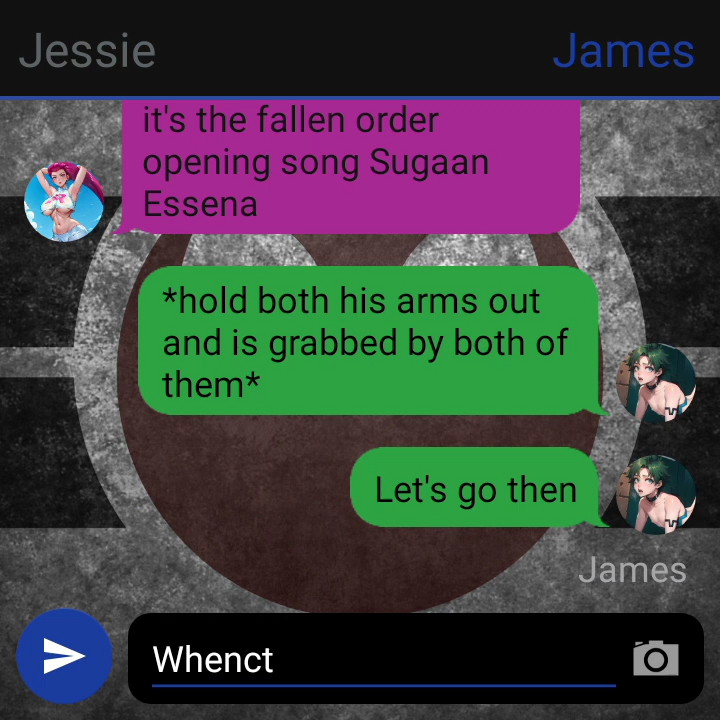 Jessie
James
it's the fallen order
opening song Sugaan
Essena
*hold both his arms out
and is grabbed by both of
them*
Let's go then
James
Whenct